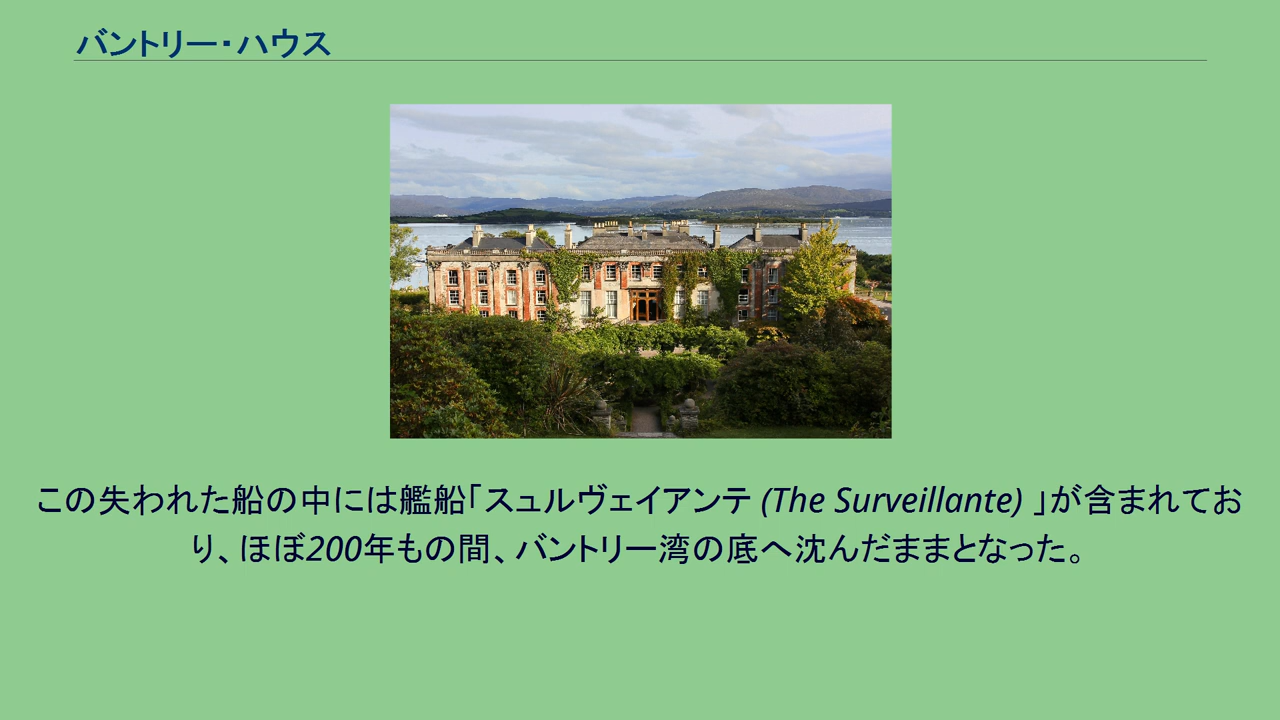 バントリー・ハウス
この失われた船の中には艦船「スュルヴェイアンテ (The Surveillante) 」が含まれてお
り、ほぼ200年もの間、バントリー湾の底へ沈んだままとなった。